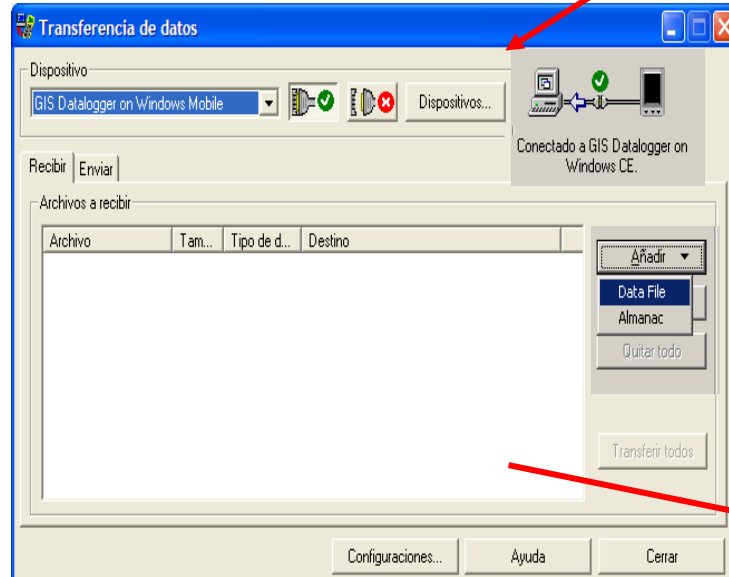 Transferencia de datos
Dispositivo
GIS Datalogger on Windows Mobile
Dispositivos...
Conectado a GIS Datalogger on
Windows CE.
Recibir
Enviar
Archivos a recibir
Archivo Tam... Tipo de d... Destino
Añadir
Data File
Almanac
Quitar todo
Transferir todos
Configuraciones... Ayuda Cerrar